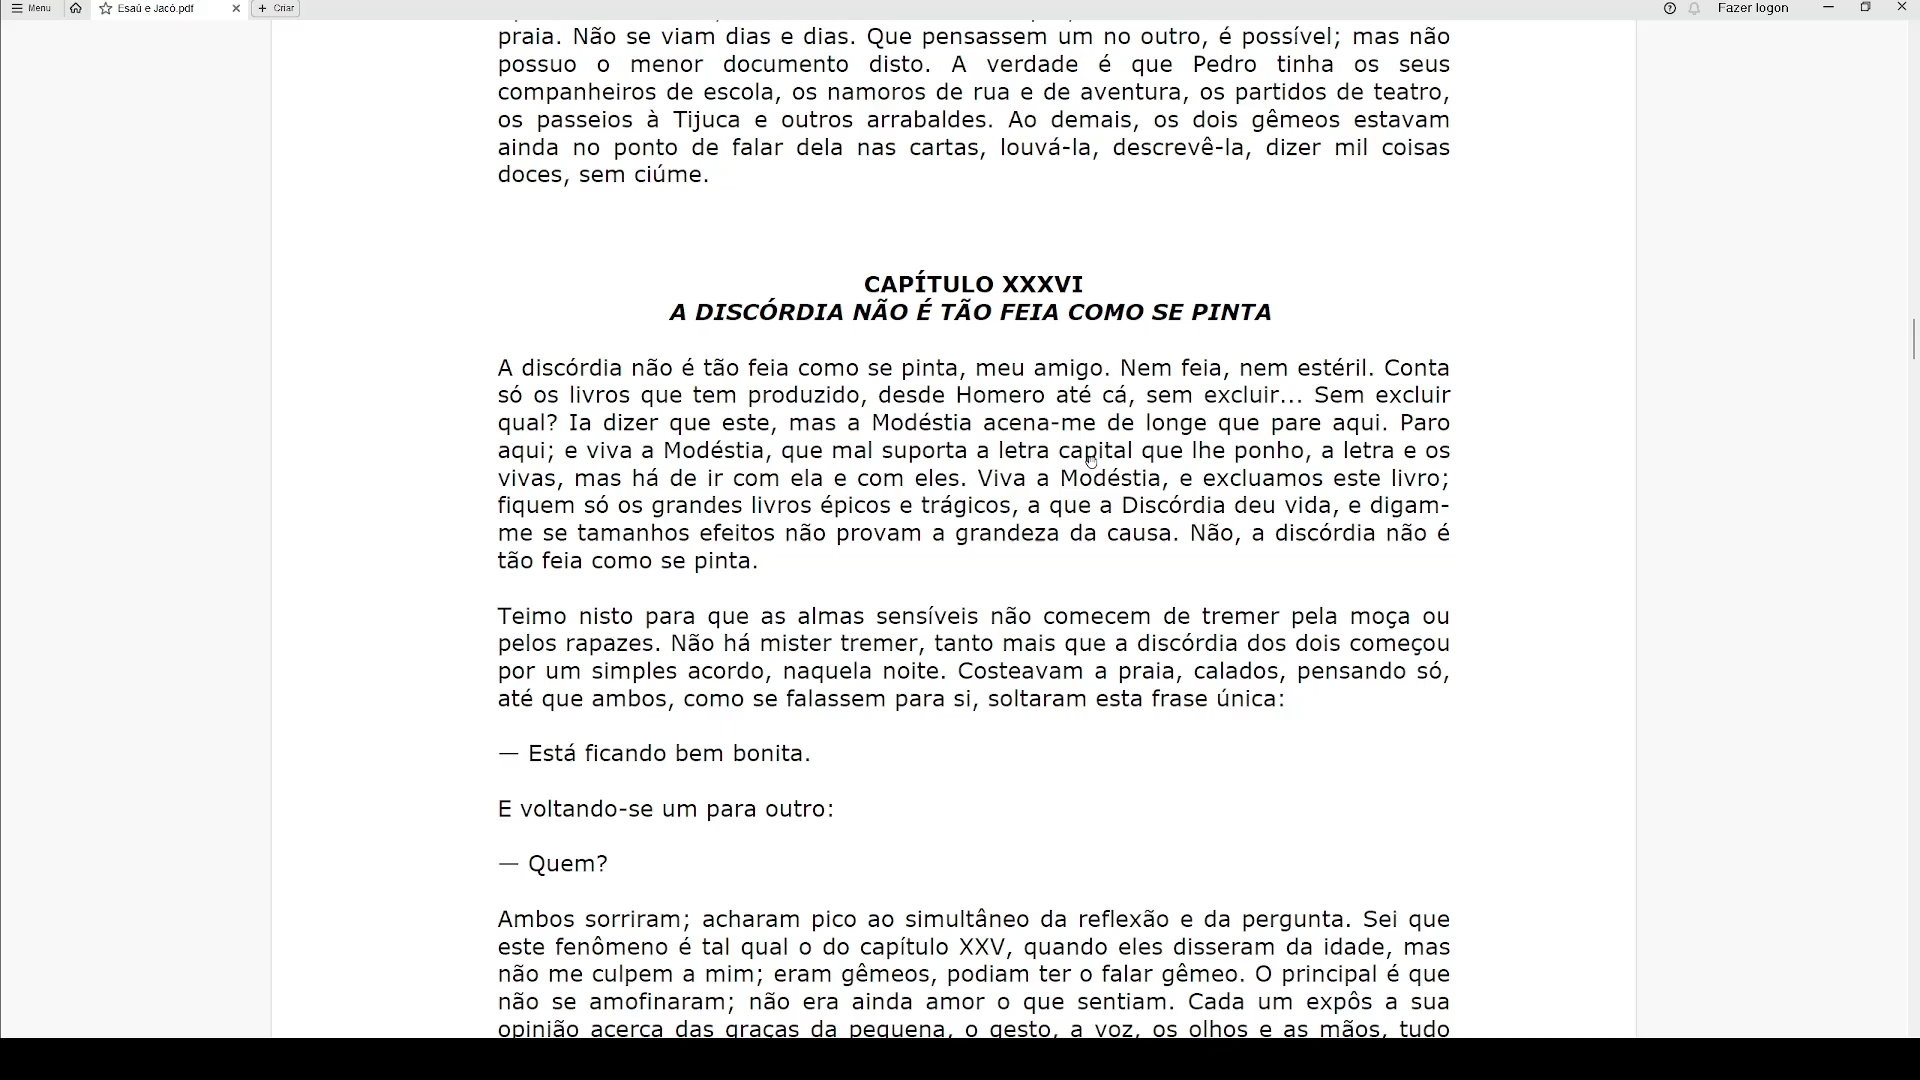 Menu
Esaú e Jacó.pdf
+ Criar
Fazer logon
praia. Não se viam dias e dias. Que pensassem um no outro, é possível; mas não
possuo o menor documento disto. A verdade é que Pedro tinha os seus
companheiros de escola, os namoros de rua e de aventura, os partidos de teatro,
os passeios à Tijuca e outros arrabaldes. Ao demais, os dois gêmeos estavam
ainda no ponto de falar dela nas cartas, louvá-la, descrevê-la, dizer mil coisas
doces, sem ciúme.
CAPÍTULO XXXVI
A DISCÓRDIA NÃO É TÃO FEIA COMO SE PINTA
A discórdia não é tão feia como se pinta, meu amigo. Nem feia, nem estéril. Conta
só os livros que tem produzido, desde Homero até cá, sem excluir... Sem excluir
qual? Ia dizer que este, mas a Modéstia acena-me de longe que pare aqui. Paro
aqui; e viva a Modéstia, que mal suporta a letra capital que lhe ponho, a letra e os
vivas, mas há de ir com ela e com eles. Viva a Modéstia, e excluamos este livro;
fiquem só os grandes livros épicos e trágicos, a que a Discórdia deu vida, e digam-
me se tamanhos efeitos não provam a grandeza da causa. Não, a discórdia não é
tão feia como se pinta.
Teimo nisto para que as almas sensíveis não comecem de tremer pela moça ou
pelos rapazes. Não há mister tremer, tanto mais que a discórdia dos dois começou
por um simples acordo, naquela noite. Costeavam a praia, calados, pensando só,
até que ambos, como se falassem para si, soltaram esta frase única:
— Está ficando bem bonita.
E voltando-se um para outro:
— Quem?
Ambos sorriram; acharam pico ao simultâneo da reflexão e da pergunta. Sei que
este fenômeno é tal qual o do capítulo XXV, quando eles disseram da idade, mas
não me culpem a mim; eram gêmeos, podiam ter o falar gêmeo. O principal é que
não se amofinaram; não era ainda amor o que sentiam. Cada um expôs a sua
opinião acerca das graças da pequena, o gesto, a voz, os olhos e as mãos, tudo